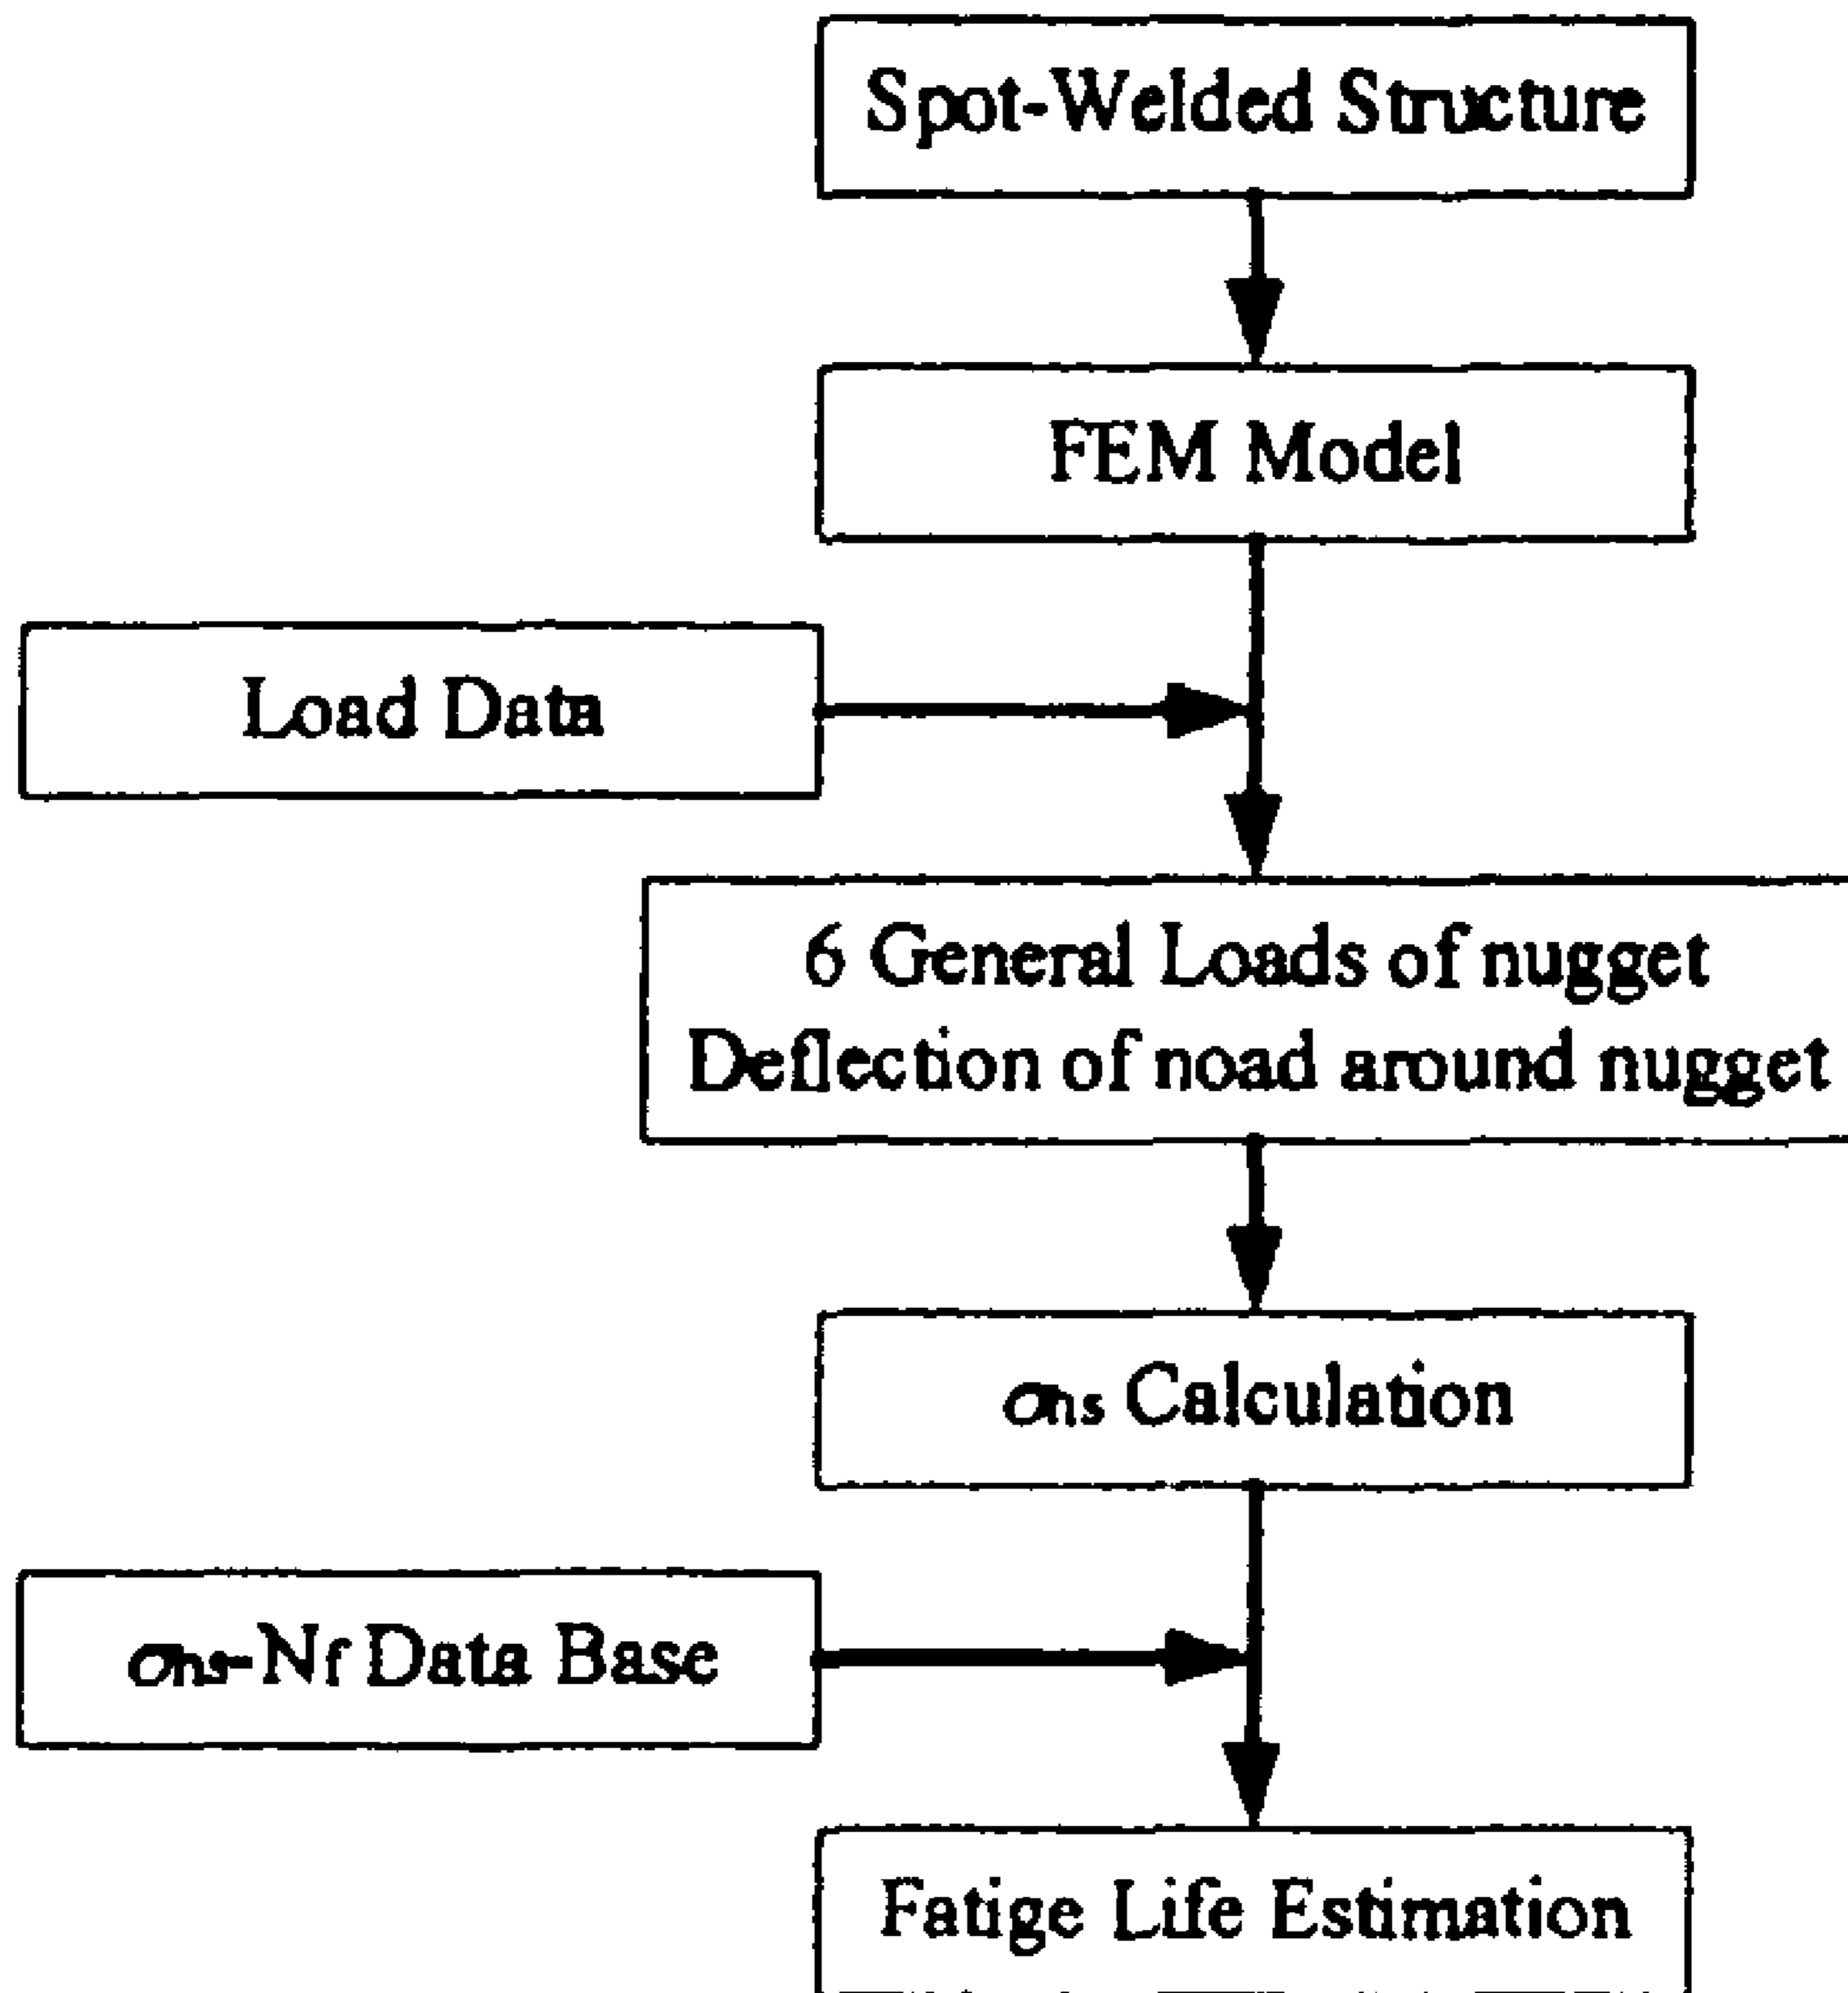 Spot-Welded Structure
FEM Model
Load Data
6 General Loads of nugget
Deflection of noad around nugget
σns Calculation
σns-Nf Data Base
Fatige Life Estimation